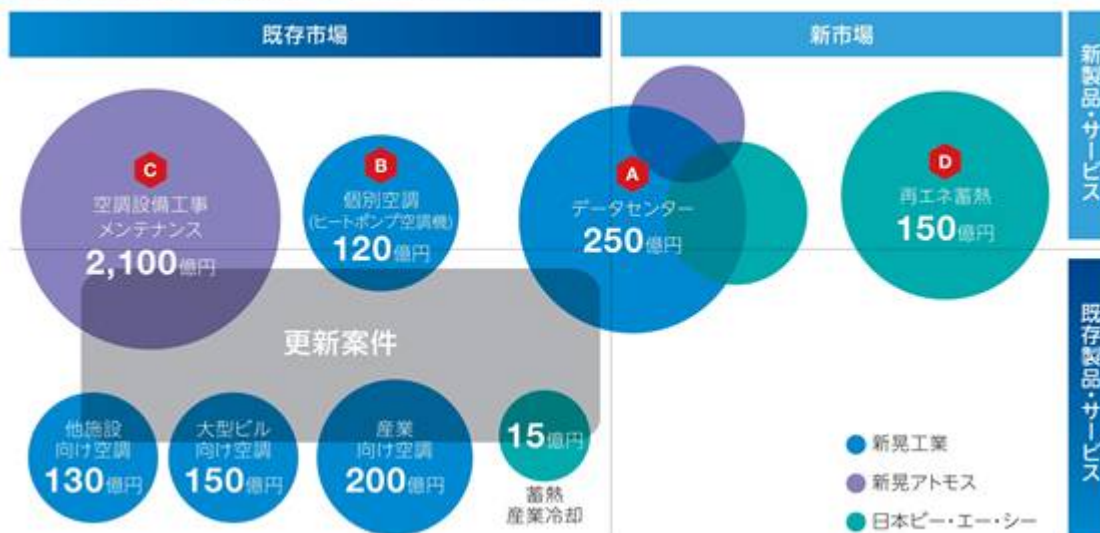 既存市場
新市場
新製品・サービス
C
空調設備工事
メンテナンス
2,100億円
B
個別空調
(ヒートポンプ空調機)
120億円
A
データセンター
250億円
D
再エネ蓄熱
150億円
更新案件
他施設
向け空調
130億円
大型ビル
向け空調
150億円
産業
向け空調
200億円
15億円
蓄熱
産業冷却
既存製品・サービス
新晃工業
新晃アトモス
日本ビー・エー・シー